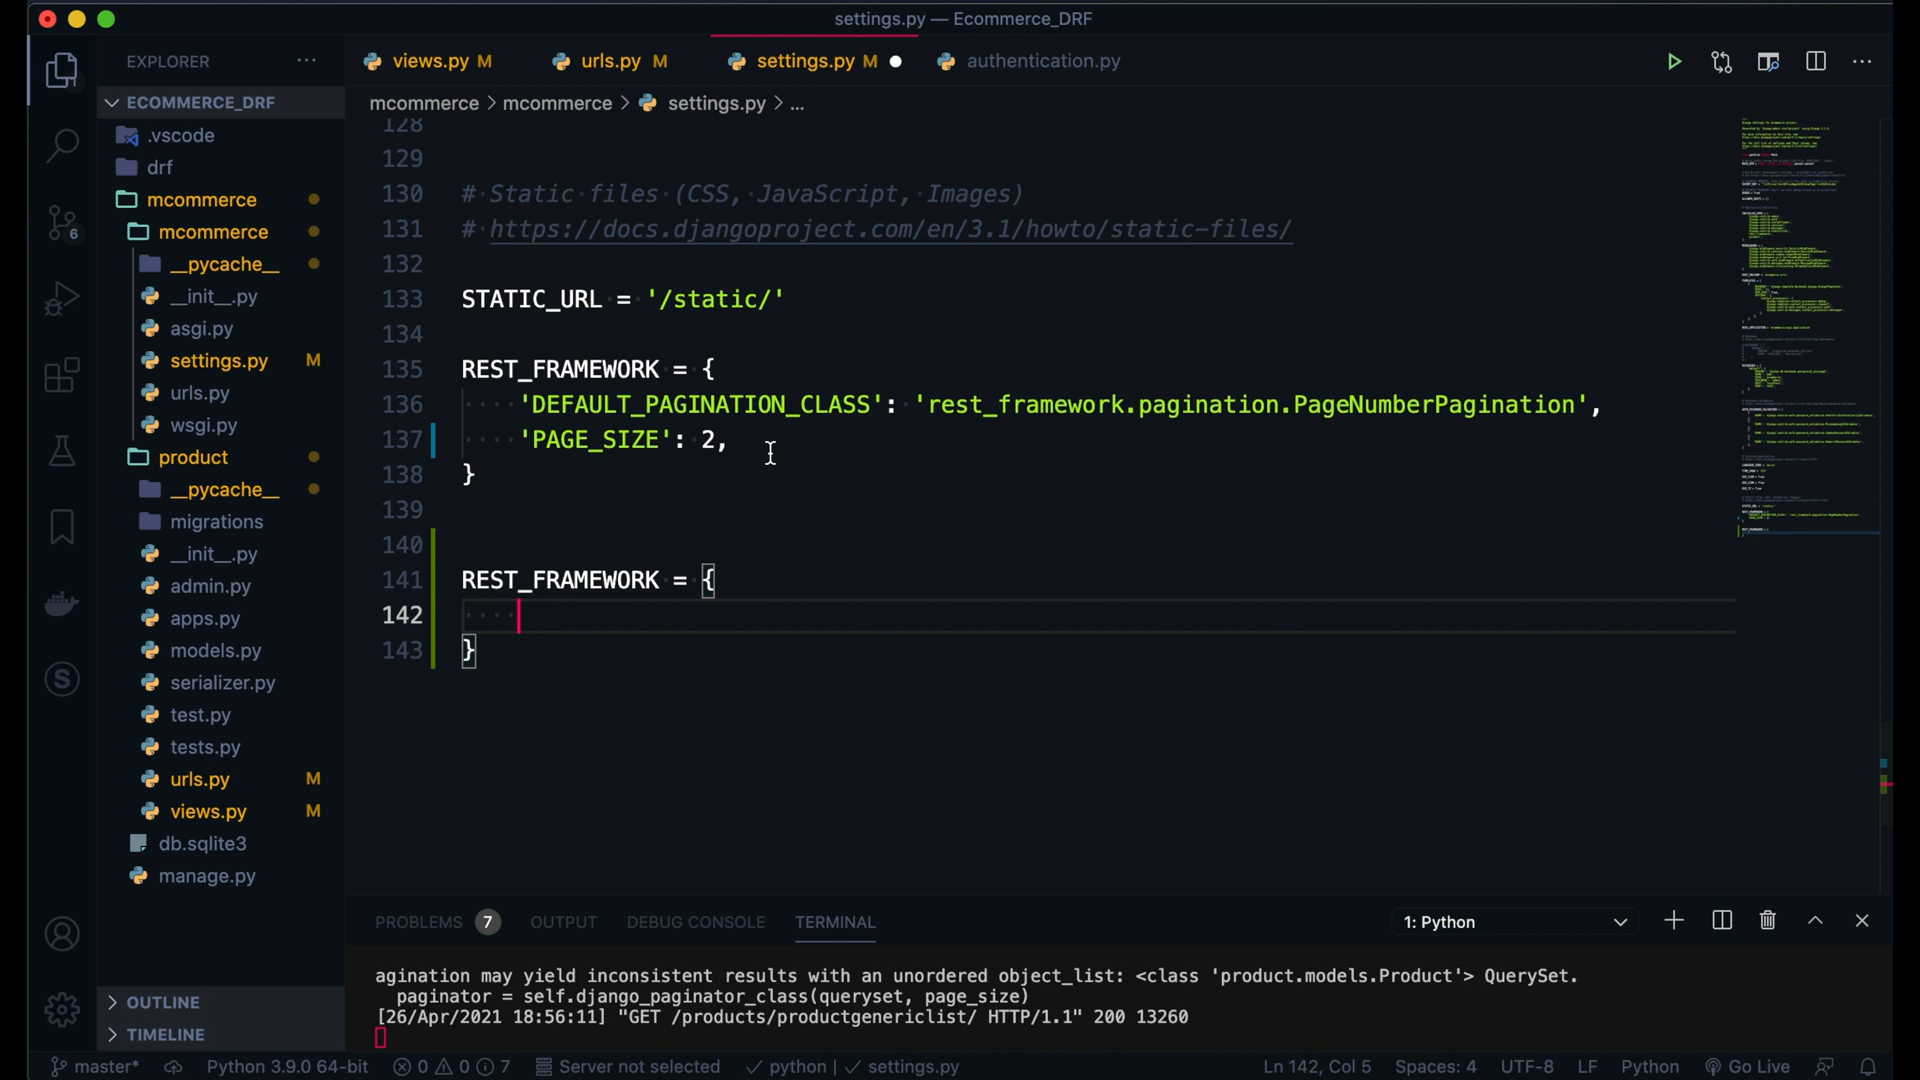 settings.py — Ecommerce_DRF
EXPLORER
views.py M
urls.py M
settings.py M
authentication.py
ECOMMERCE_DRF
mcommerce > mcommerce > settings.py > ...
.vscode
drf
mcommerce
mcommerce
__pycache__
__init__.py
asgi.py
settings.py M
urls.py
wsgi.py
product
__pycache__
migrations
__init__.py
admin.py
apps.py
models.py
serializer.py
test.py
tests.py
urls.py M
views.py M
db.sqlite3
manage.py
OUTLINE
TIMELINE
6
128
129
130 # Static files (CSS, JavaScript, Images)
131 # https://docs.djangoproject.com/en/3.1/howto/static-files/
132
133 STATIC_URL = '/static/'
134
135 REST_FRAMEWORK = {
136 'DEFAULT_PAGINATION_CLASS': 'rest_framework.pagination.PageNumberPagination',
137 'PAGE_SIZE': 2,
138 }
139
140
141 REST_FRAMEWORK = {
142
143 }
PROBLEMS 7 OUTPUT DEBUG CONSOLE TERMINAL
1: Python
agination may yield inconsistent results with an unordered object_list: <class 'product.models.Product'> QuerySet.
paginator = self.django_paginator_class(queryset, page_size)
[26/Apr/2021 18:56:11] "GET /products/productgenericlist/ HTTP/1.1" 200 13260
master* Python 3.9.0 64-bit 0 0 7 Server not selected python | settings.py Ln 142, Col 5 Spaces: 4 UTF-8 LF Python Go Live